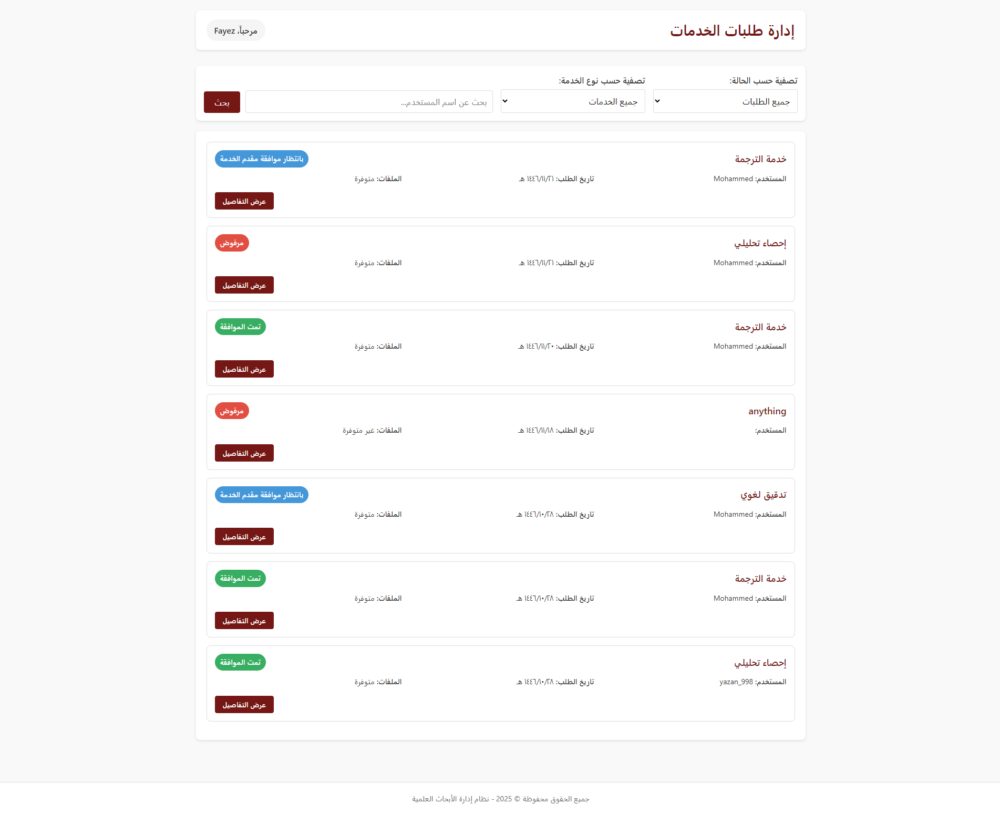 إدارة طلبات الخدمات
مرحباً، Fayez
تصفية حسب الحالة:
جميع الطلبات
تصفية حسب نوع الخدمة:
جميع الخدمات
بحث عن اسم المستخدم...
بحث
خدمة الترجمة
بانتظار موافقة مقدم الخدمة
المستخدم: Mohammed
تاريخ الطلب: ١٤٤٦/١١/٢١ هـ
الملفات: متوفرة
عرض التفاصيل
إحصاء تحليلي
مرفوض
المستخدم: Mohammed
تاريخ الطلب: ١٤٤٦/١١/٢١ هـ
الملفات: متوفرة
عرض التفاصيل
خدمة الترجمة
تمت الموافقة
المستخدم: Mohammed
تاريخ الطلب: ١٤٤٦/١١/٢٠ هـ
الملفات: متوفرة
عرض التفاصيل
anything
مرفوض
المستخدم:
تاريخ الطلب: ١٤٤٦/١١/١٨ هـ
الملفات: غير متوفرة
عرض التفاصيل
تدقيق لغوي
بانتظار موافقة مقدم الخدمة
المستخدم: Mohammed
تاريخ الطلب: ١٤٤٦/١٠/٢٨ هـ
الملفات: متوفرة
عرض التفاصيل
خدمة الترجمة
تمت الموافقة
المستخدم: Mohammed
تاريخ الطلب: ١٤٤٦/١٠/٢٨ هـ
الملفات: متوفرة
عرض التفاصيل
إحصاء تحليلي
تمت الموافقة
المستخدم: yazan_998
تاريخ الطلب: ١٤٤٦/١٠/٢٨ هـ
الملفات: متوفرة
عرض التفاصيل
جميع الحقوق محفوظة © 2025 - نظام إدارة الأبحاث العلمية